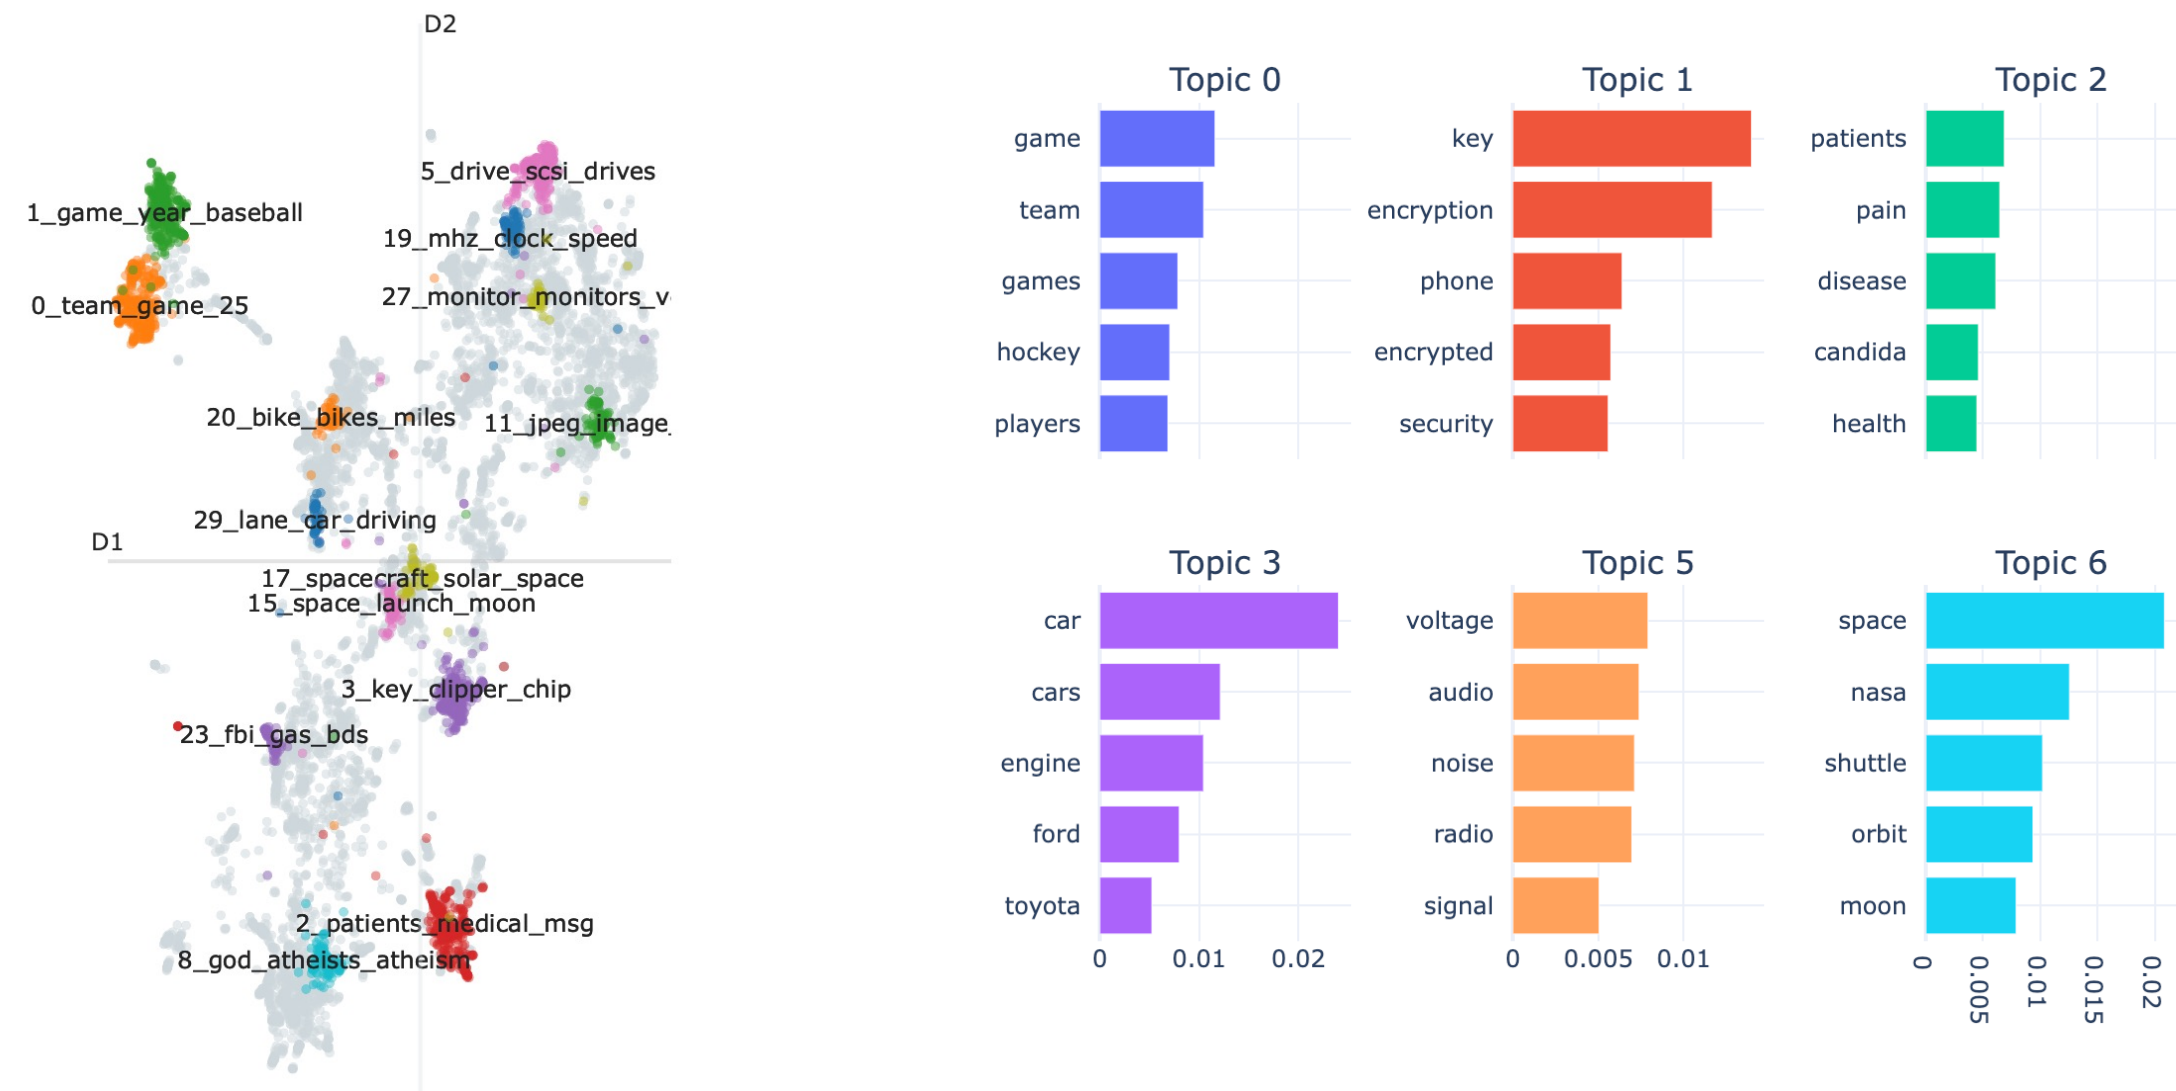 D2
5_drive_scsi_drives
1_game_year_baseball
19_mhz_clock_speed
27_monitor_monitors_v
0_team_game_25
20_bike_bikes_miles
11_jpeg_image_
29_lane_car_driving
D1
17_spacecraft_solar_space
15_space_launch_moon
3_key_clipper_chip
23_fbi_gas_bds
2_patients_medical_msg
8_god_atheists_atheism
Topic 0
game
team
games
hockey
players
Topic 1
key
encryption
phone
encrypted
security
Topic 2
patients
pain
disease
candida
health
Topic 3
car
cars
engine
ford
toyota
0 0.01 0.02
Topic 5
voltage
audio
noise
radio
signal
0 0.005 0.01
Topic 6
space
nasa
shuttle
orbit
moon
0 0.005 0.01 0.015 0.02